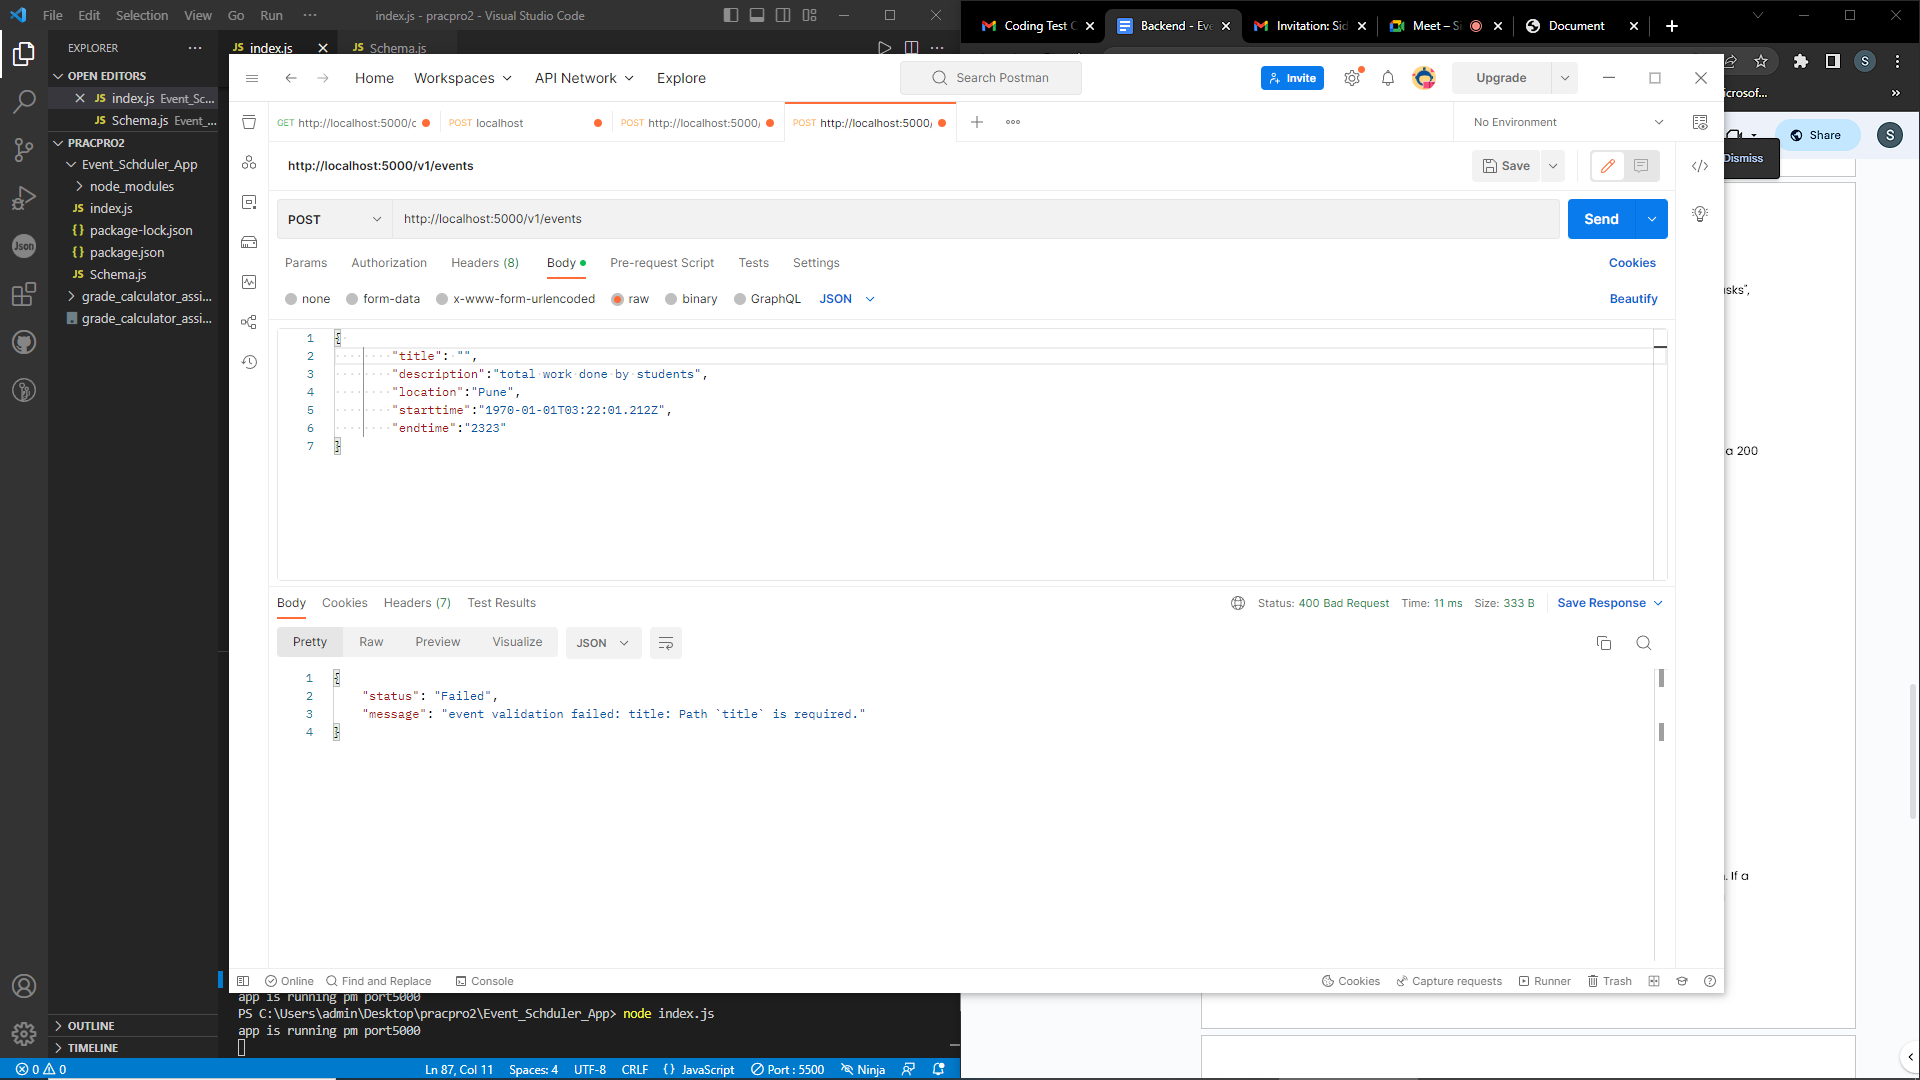 File Edit Selection View Go Run ··· index.js - pracpro2 - Visual Studio Code
EXPLORER ···
OPEN EDITORS
JS index.js Event_Sc...
JS Schema.js Event_...
PRACPRO2
Event_Schduler_App
node_modules
JS index.js
{} package-lock.json
{} package.json
JS Schema.js
grade_calculator_assi...
grade_calculator_assi...
OUTLINE
TIMELINE
Json
JS index.js
JS Schema.js
Coding Test
Backend - Eve
Invitation: Sid
Meet – Si
Document
S
icrosoft...
Share
S
Dismiss
Home Workspaces API Network Explore
Search Postman
Invite
Upgrade
GET http://localhost:5000/c
POST localhost
POST http://localhost:5000/
POST http://localhost:5000/
No Environment
http://localhost:5000/v1/events
Save
POST http://localhost:5000/v1/events
Send
Params Authorization Headers (8) Body Pre-request Script Tests Settings
Cookies
none form-data x-www-form-urlencoded raw binary GraphQL JSON
Beautify
1 {
2 "title": "",
3 "description":"total work done by students",
4 "location":"Pune",
5 "starttime":"1970-01-01T03:22:01.212Z",
6 "endtime":"2323"
7 }
Body Cookies Headers (7) Test Results
Status: 400 Bad Request Time: 11 ms Size: 333 B Save Response
Pretty Raw Preview Visualize JSON
1 {
2 "status": "Failed",
3 "message": "event validation failed: title: Path `title` is required."
4 }
Online Find and Replace Console
Cookies Capture requests Runner Trash
sks",
a 200
. If a
app is running pm port5000
PS C:\Users\admin\Desktop\pracpro2\Event_Schduler_App> node index.js
app is running pm port5000
0 0 Ln 87, Col 11 Spaces: 4 UTF-8 CRLF {} JavaScript Port : 5500 Ninja